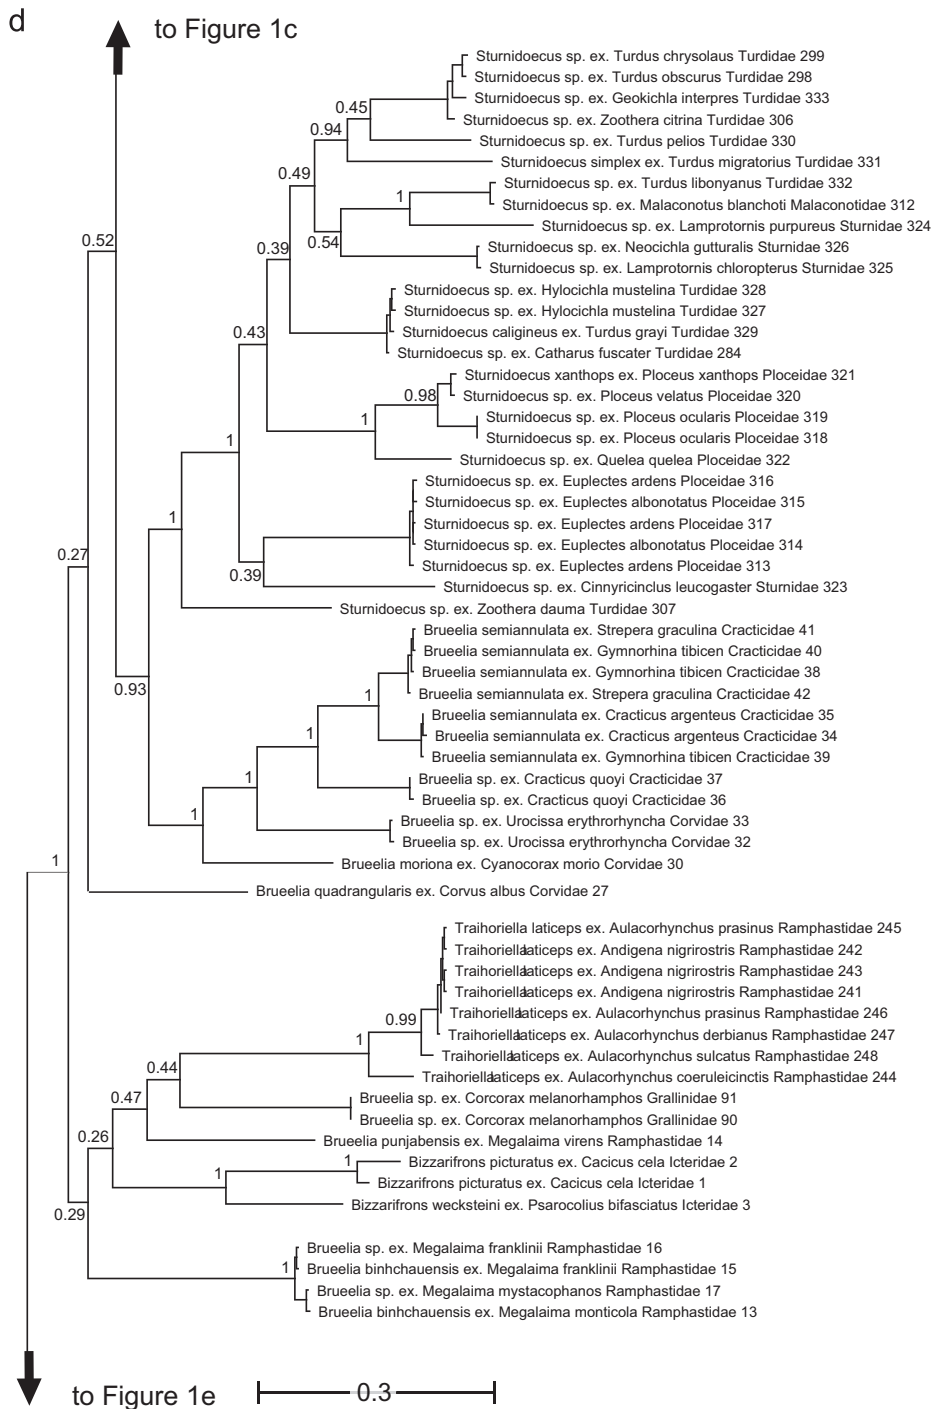 d
to Figure 1c
Sturnidoecus sp. ex. Turdus chrysolaus Turdidae 299
Sturnidoecus sp. ex. Turdus obscurus Turdidae 298
Sturnidoecus sp. ex. Geokichla interpres Turdidae 333
0.45
Sturnidoecus sp. ex. Zoothera citrina Turdidae 306
0.94
Sturnidoecus sp. ex. Turdus pelios Turdidae 330
Sturnidoecus simplex ex. Turdus migratorius Turdidae 331
0.49
Sturnidoecus sp. ex. Turdus libonyanus Turdidae 332
1
Sturnidoecus sp. ex. Malaconotus blanchoti Malaconotidae 312
Sturnidoecus sp. ex. Lamprotornis purpureus Sturnidae 324
0.52
0.54
0.39
Sturnidoecus sp. ex. Neocichla gutturalis Sturnidae 326
Sturnidoecus sp. ex. Lamprotornis chloropterus Sturnidae 325
Sturnidoecus sp. ex. Hylocichla mustelina Turdidae 328
Sturnidoecus sp. ex. Hylocichla mustelina Turdidae 327
0.43
Sturnidoecus caligineus ex. Turdus grayi Turdidae 329
Sturnidoecus sp. ex. Catharus fuscater Turdidae 284
Sturnidoecus xanthops ex. Ploceus xanthops Ploceidae 321
0.98
Sturnidoecus sp. ex. Ploceus velatus Ploceidae 320
1
Sturnidoecus sp. ex. Ploceus ocularis Ploceidae 319
Sturnidoecus sp. ex. Ploceus ocularis Ploceidae 318
1
Sturnidoecus sp. ex. Quelea quelea Ploceidae 322
Sturnidoecus sp. ex. Euplectes ardens Ploceidae 316
Sturnidoecus sp. ex. Euplectes albonotatus Ploceidae 315
1
Sturnidoecus sp. ex. Euplectes ardens Ploceidae 317
Sturnidoecus sp. ex. Euplectes albonotatus Ploceidae 314
0.27
Sturnidoecus sp. ex. Euplectes ardens Ploceidae 313
0.39
Sturnidoecus sp. ex. Cinnyricinclus leucogaster Sturnidae 323
Sturnidoecus sp. ex. Zoothera dauma Turdidae 307
Brueelia semiannulata ex. Strepera graculina Cracticidae 41
Brueelia semiannulata ex. Gymnorhina tibicen Cracticidae 40
Brueelia semiannulata ex. Gymnorhina tibicen Cracticidae 38
0.93
1
Brueelia semiannulata ex. Strepera graculina Cracticidae 42
Brueelia semiannulata ex. Cracticus argenteus Cracticidae 35
1
Brueelia semiannulata ex. Cracticus argenteus Cracticidae 34
Brueelia semiannulata ex. Gymnorhina tibicen Cracticidae 39
1
Brueelia sp. ex. Cracticus quoyi Cracticidae 37
Brueelia sp. ex. Cracticus quoyi Cracticidae 36
1
Brueelia sp. ex. Urocissa erythrorhyncha Corvidae 33
Brueelia sp. ex. Urocissa erythrorhyncha Corvidae 32
1
Brueelia moriona ex. Cyanocorax morio Corvidae 30
Brueelia quadrangularis ex. Corvus albus Corvidae 27
Traihoriella laticeps ex. Aulacorhynchus prasinus Ramphastidae 245
Traihoriella laticeps ex. Andigena nigrirostris Ramphastidae 242
Traihoriella laticeps ex. Andigena nigrirostris Ramphastidae 243
Traihoriella laticeps ex. Andigena nigrirostris Ramphastidae 241
0.99
Traihoriella laticeps ex. Aulacorhynchus prasinus Ramphastidae 246
1
Traihoriella laticeps ex. Aulacorhynchus derbianus Ramphastidae 247
Traihoriella laticeps ex. Aulacorhynchus sulcatus Ramphastidae 248
0.44
Traihoriella laticeps ex. Aulacorhynchus coeruleicinctis Ramphastidae 244
0.47
Brueelia sp. ex. Corcorax melanorhamphos Grallinidae 91
Brueelia sp. ex. Corcorax melanorhamphos Grallinidae 90
0.26
Brueelia punjabensis ex. Megalaima virens Ramphastidae 14
1
Bizzarifrons picturatus ex. Cacicus cela Icteridae 2
1
Bizzarifrons picturatus ex. Cacicus cela Icteridae 1
Bizzarifrons wecksteini ex. Psarocolius bifasciatus Icteridae 3
0.29
Brueelia sp. ex. Megalaima franklinii Ramphastidae 16
1
Brueelia binhchauensis ex. Megalaima franklinii Ramphastidae 15
Brueelia sp. ex. Megalaima mystacophanos Ramphastidae 17
Brueelia binhchauensis ex. Megalaima monticola Ramphastidae 13
to Figure 1e
0.3